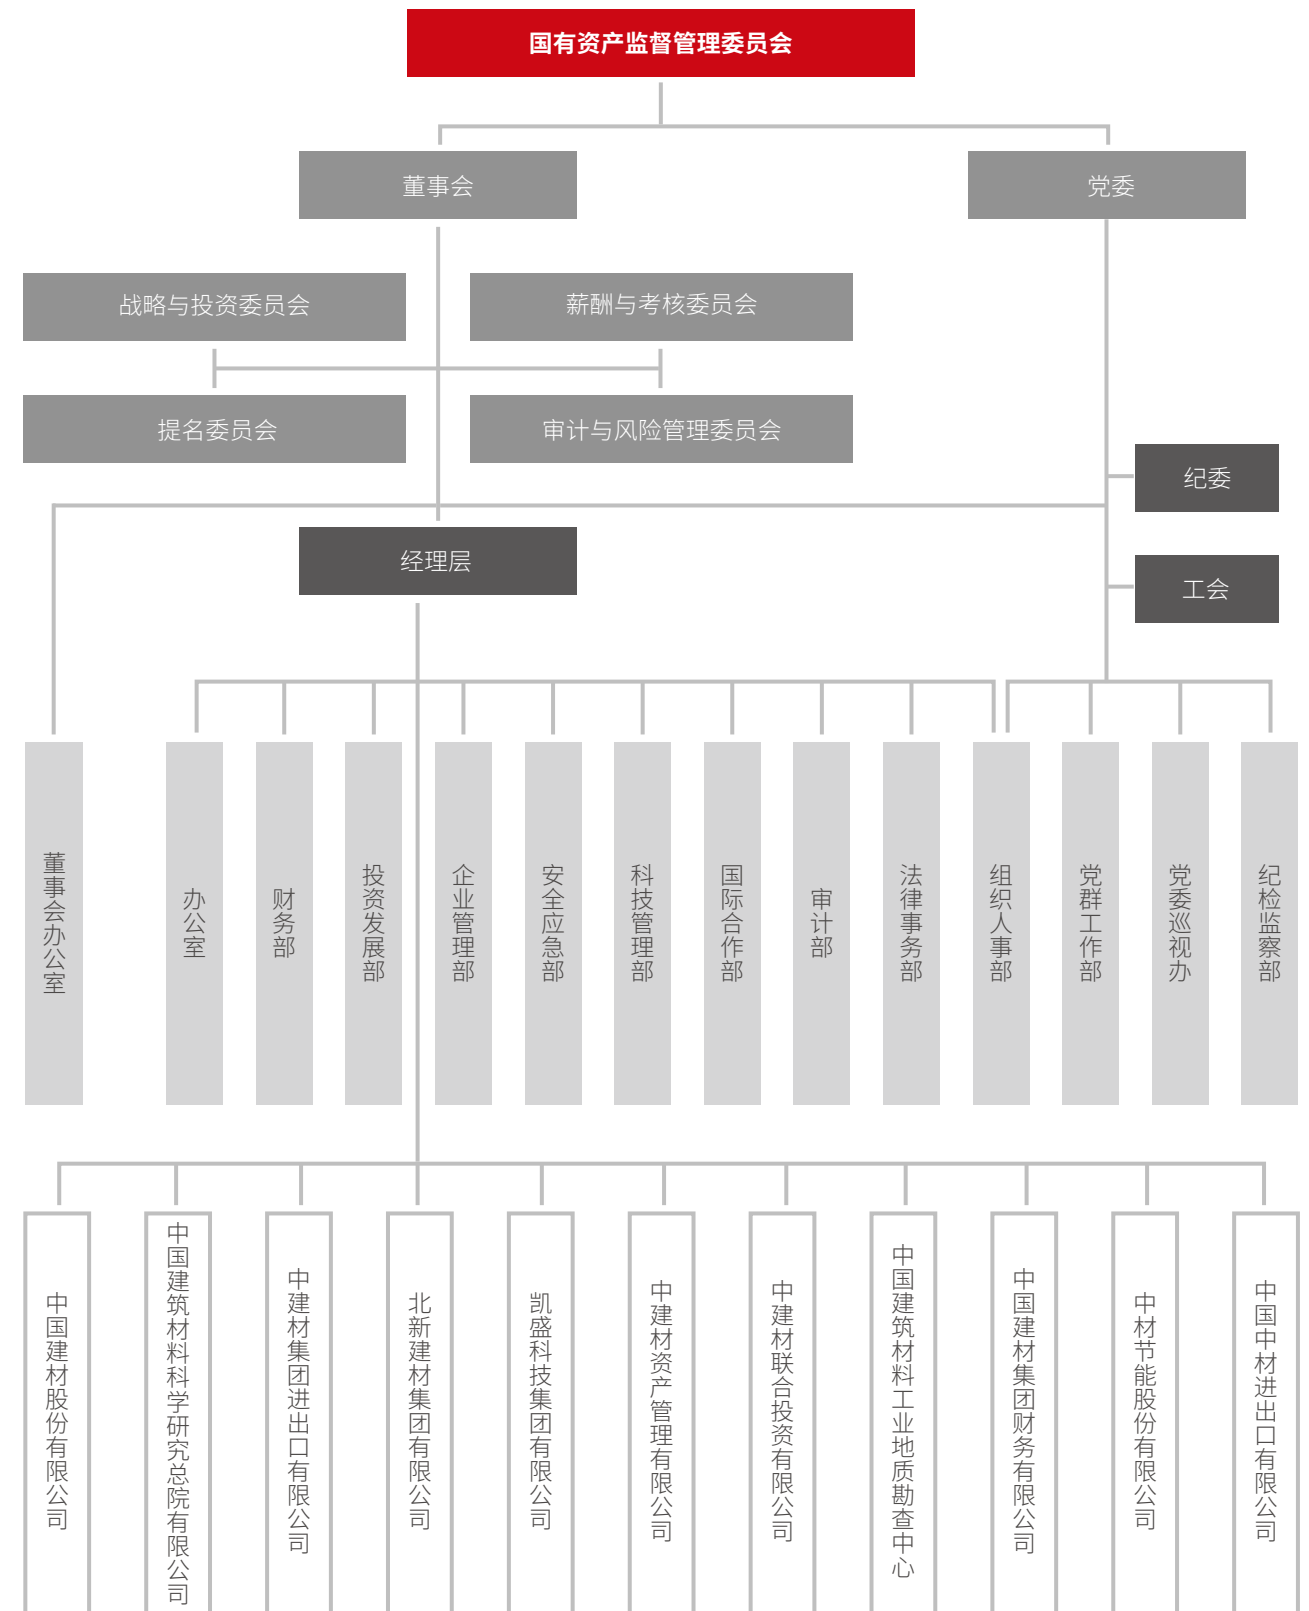 国有资产监督管理委员会
董事会
党委
战略与投资委员会
薪酬与考核委员会
提名委员会
审计与风险管理委员会
纪委
经理层
工会
董事会办公室
办公室
财务部
投资发展部
企业管理部
安全应急部
科技管理部
国际合作部
审计部
法律事务部
组织人事部
党群工作部
党委巡视办
纪检监察部
中国建材股份有限公司
中国建筑材料科学研究总院有限公司
中建材集团进出口有限公司
北新建材集团有限公司
凯盛科技集团有限公司
中建材资产管理有限公司
中建材联合投资有限公司
中国建筑材料工业地质勘查中心
中国建材集团财务有限公司
中材节能股份有限公司
中国中材进出口有限公司